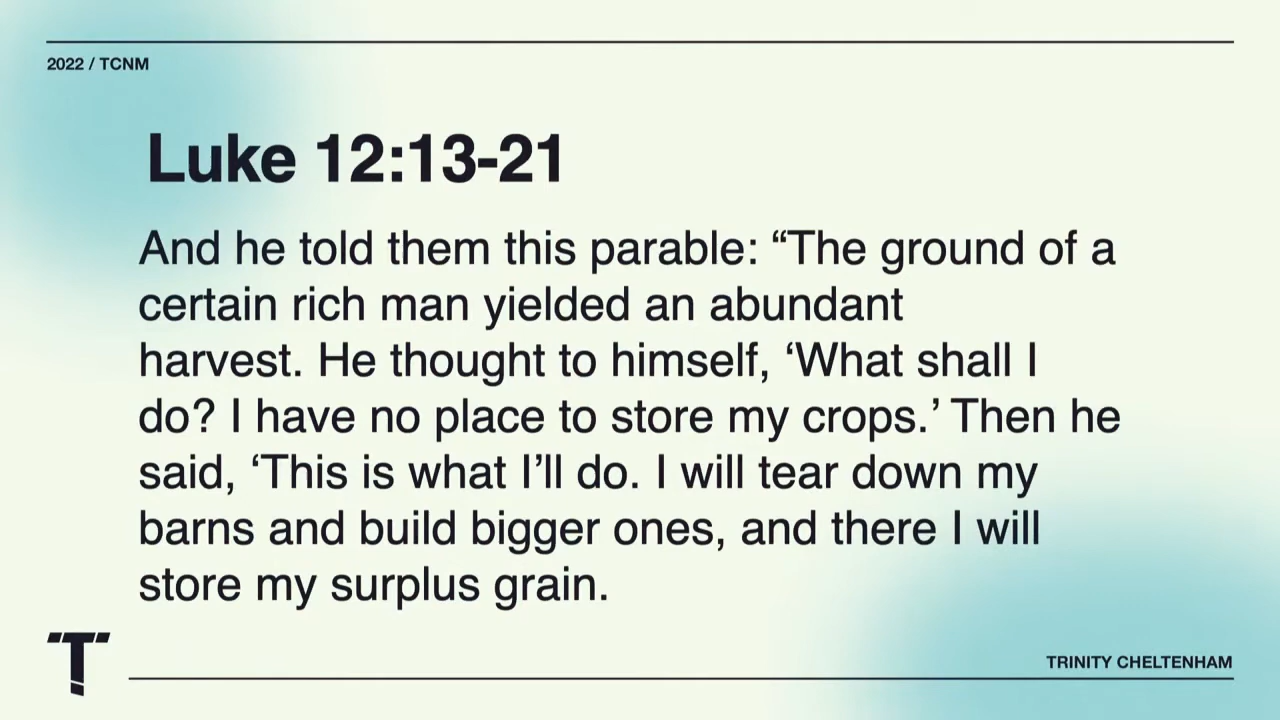 2022 / TCNM
Luke 12:13-21
And he told them this parable: “The ground of a
certain rich man yielded an abundant
harvest. He thought to himself, ‘What shall I
do? I have no place to store my crops.’ Then he
said, ‘This is what I’ll do. I will tear down my
barns and build bigger ones, and there I will
store my surplus grain.
T
TRINITY CHELTENHAM